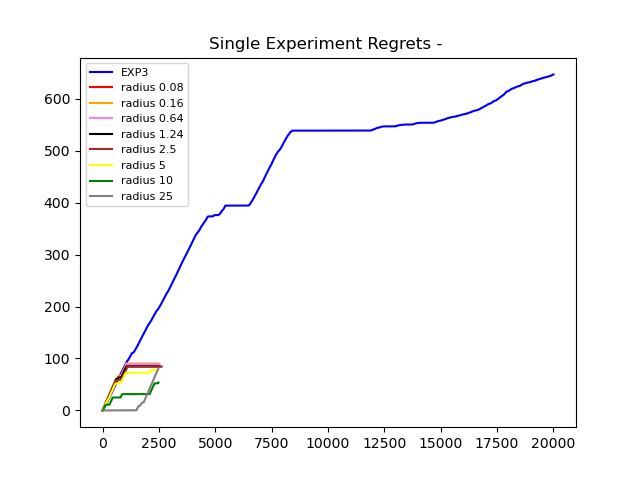 Single Experiment Regrets -
EXP3
radius 0.08
radius 0.16
radius 0.64
radius 1.24
radius 2.5
radius 5
radius 10
radius 25
600
500
400
300
200
100
0
0 2500 5000 7500 10000 12500 15000 17500 20000